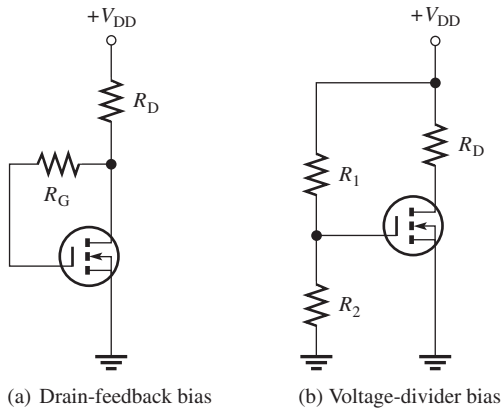 +V_DD
R_D
R_G
(a) Drain-feedback bias
+V_DD
R_1
R_D
R_2
(b) Voltage-divider bias